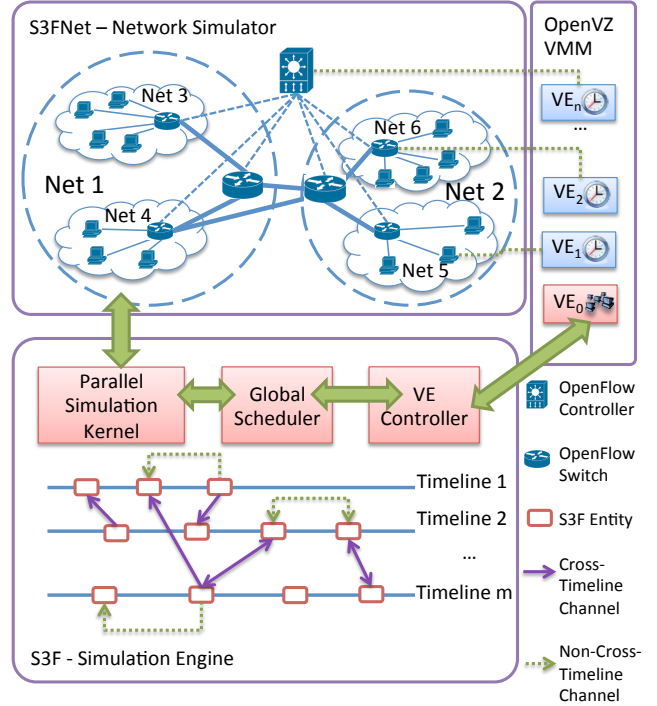 S3FNet – Network Simulator
OpenVZ
VMM
Net 3
Net 6
VEn
...
Net 1
Net 2
Net 4
VE2
VE1
Net 5
VE0
Parallel
Simulation
Kernel
Global
Scheduler
VE
Controller
OpenFlow
Controller
OpenFlow
Switch
Timeline 1
Timeline 2
...
Timeline m
S3F Entity
Cross-
Timeline
Channel
Non-Cross-
Timeline
Channel
S3F - Simulation Engine